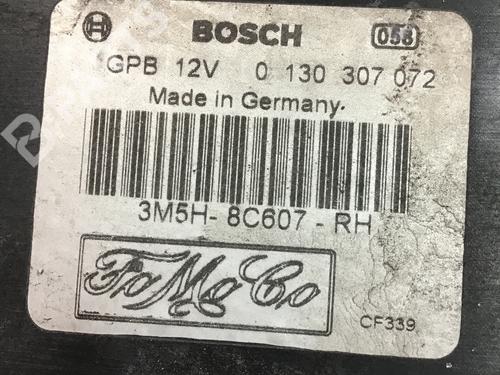 BOSCH 058
GPB 12V 0 130 307 072
Made in Germany.
3M5H- 8C607 - RH
FoMoCo
CF339